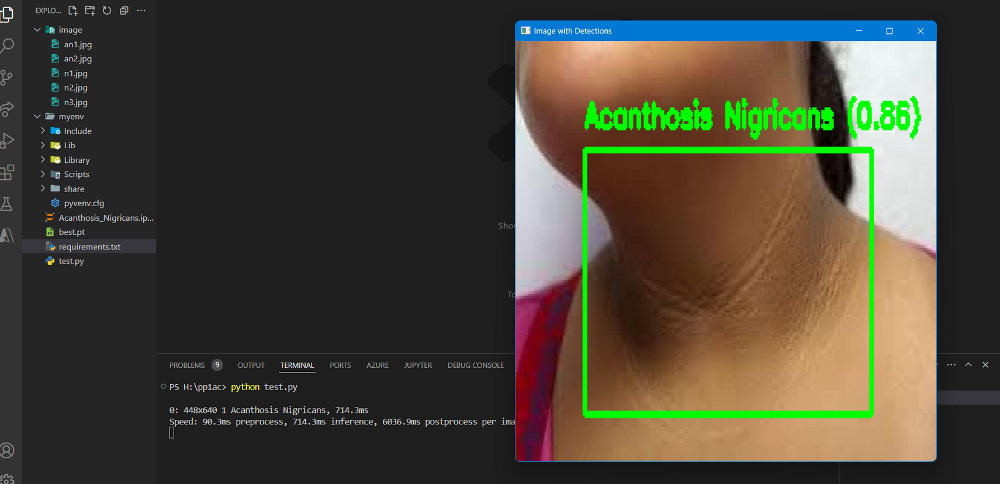 EXPLO...
image
an1.jpg
an2.jpg
n1.jpg
n2.jpg
n3.jpg
myenv
Include
Lib
Library
Scripts
share
pyvenv.cfg
Acanthosis_Nigricans.ip...
best.pt
requirements.txt
test.py
Show
To
PROBLEMS 9 OUTPUT TERMINAL PORTS AZURE JUPYTER DEBUG CONSOLE
PS H:\pp1ac> python test.py
0: 448x640 1 Acanthosis Nigricans, 714.3ms
Speed: 90.3ms preprocess, 714.3ms inference, 6036.9ms postprocess per ima
Image with Detections
Acanthosis Nigricans (0.86)